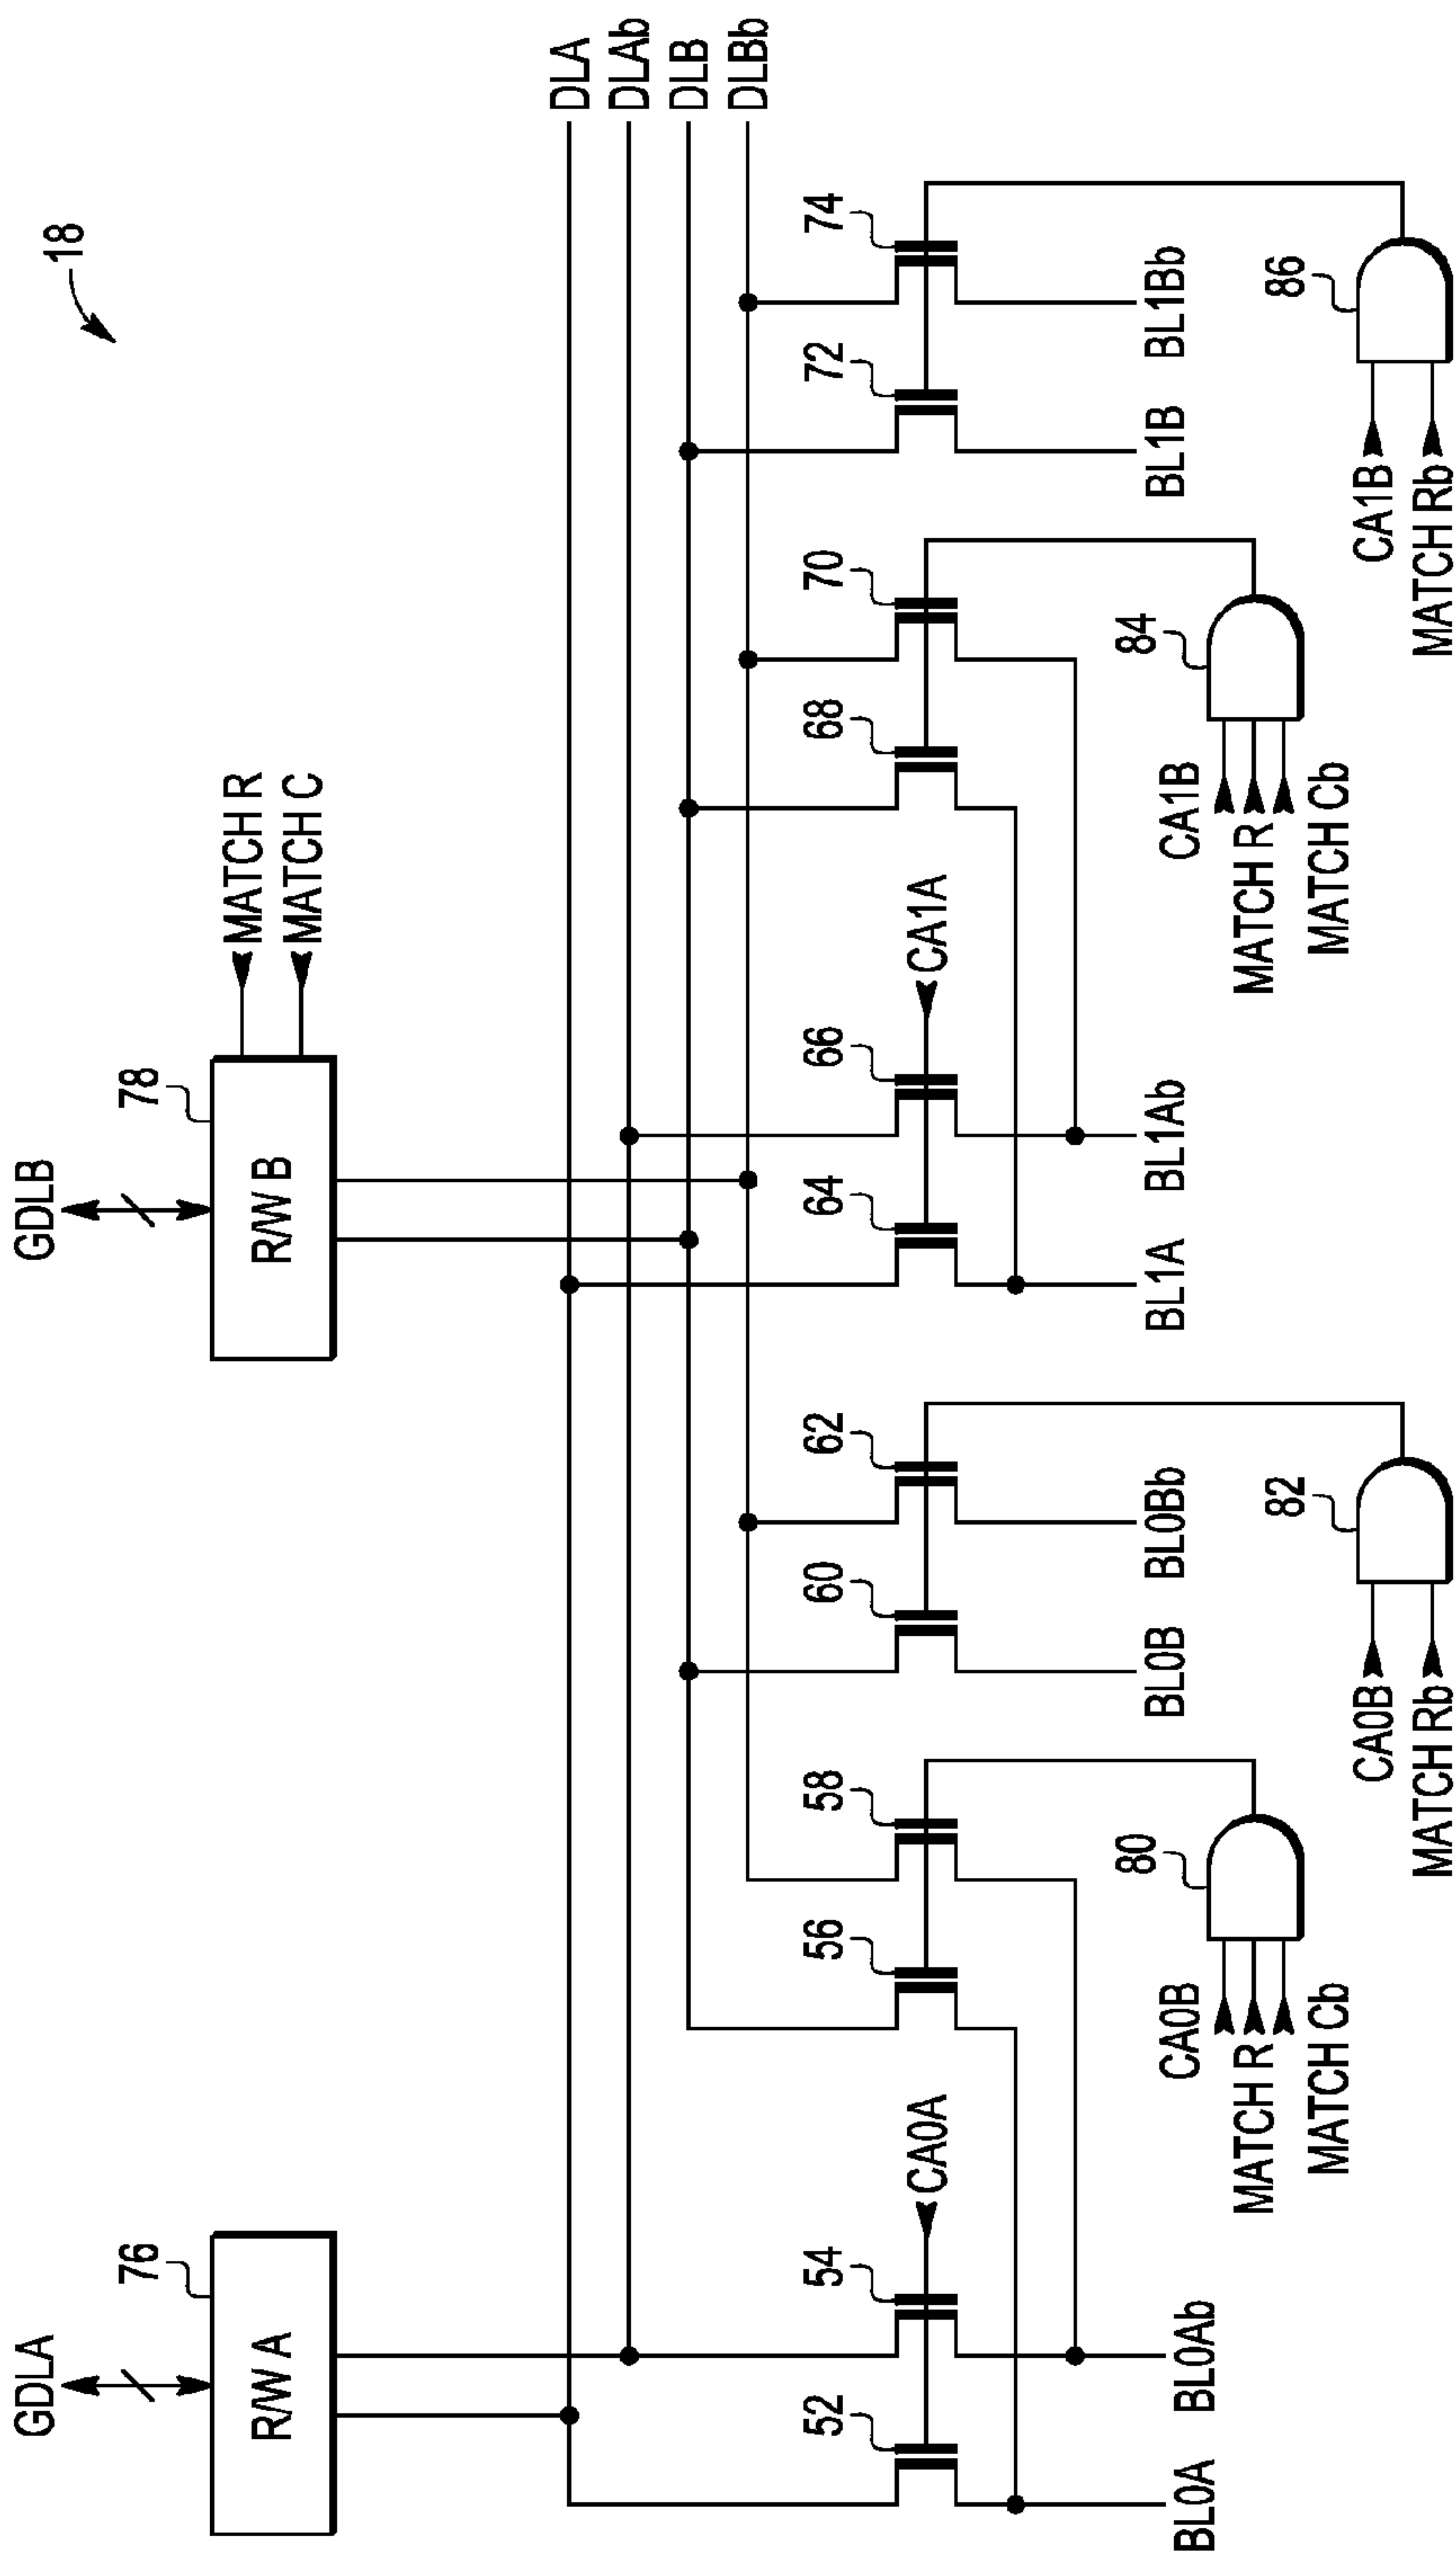 18
GDLA
GDLB
76
R/W A
78
R/W B
MATCH R
MATCH C
DLA
DLAb
DLB
DLBb
52
54
CA0A
56
58
60
62
64
66
CA1A
68
70
72
74
BL0A
BL0Ab
BL0B
BL0Bb
BL1A
BL1Ab
BL1B
BL1Bb
80
CA0B
MATCH R
MATCH Cb
82
CA0B
MATCH Rb
84
CA1B
MATCH R
MATCH Cb
86
CA1B
MATCH Rb